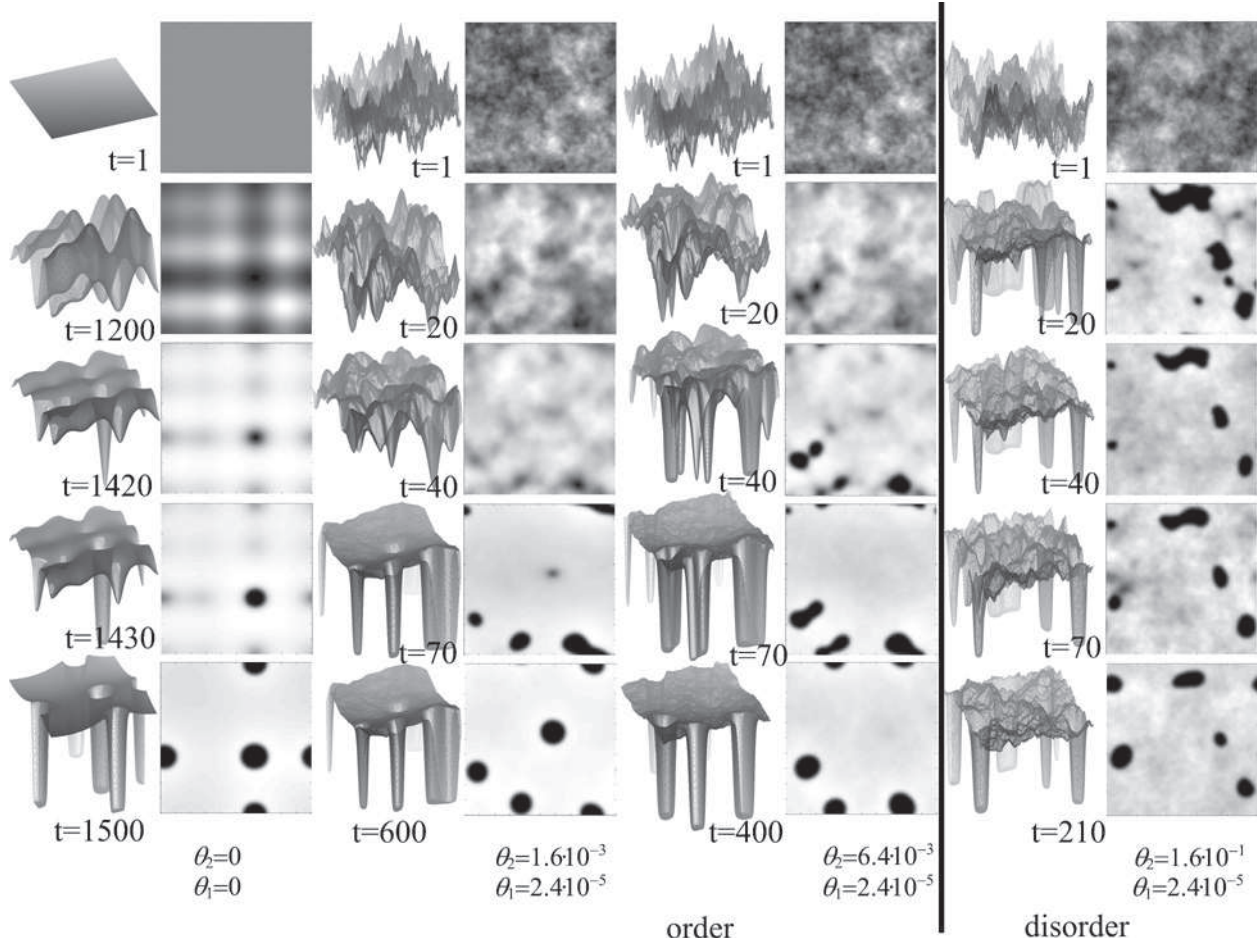 t=1
t=1
t=1
t=1
t=1200
t=20
t=20
t=20
t=1420
t=40
t=40
t=40
t=1430
t=70
t=70
t=70
t=1500
t=600
t=400
t=210
θ₂=0
θ₂=1.6·10⁻³
θ₂=6.4·10⁻³
θ₂=1.6·10⁻¹
θ₁=0
θ₁=2.4·10⁻⁵
θ₁=2.4·10⁻⁵
θ₁=2.4·10⁻⁵
order
disorder